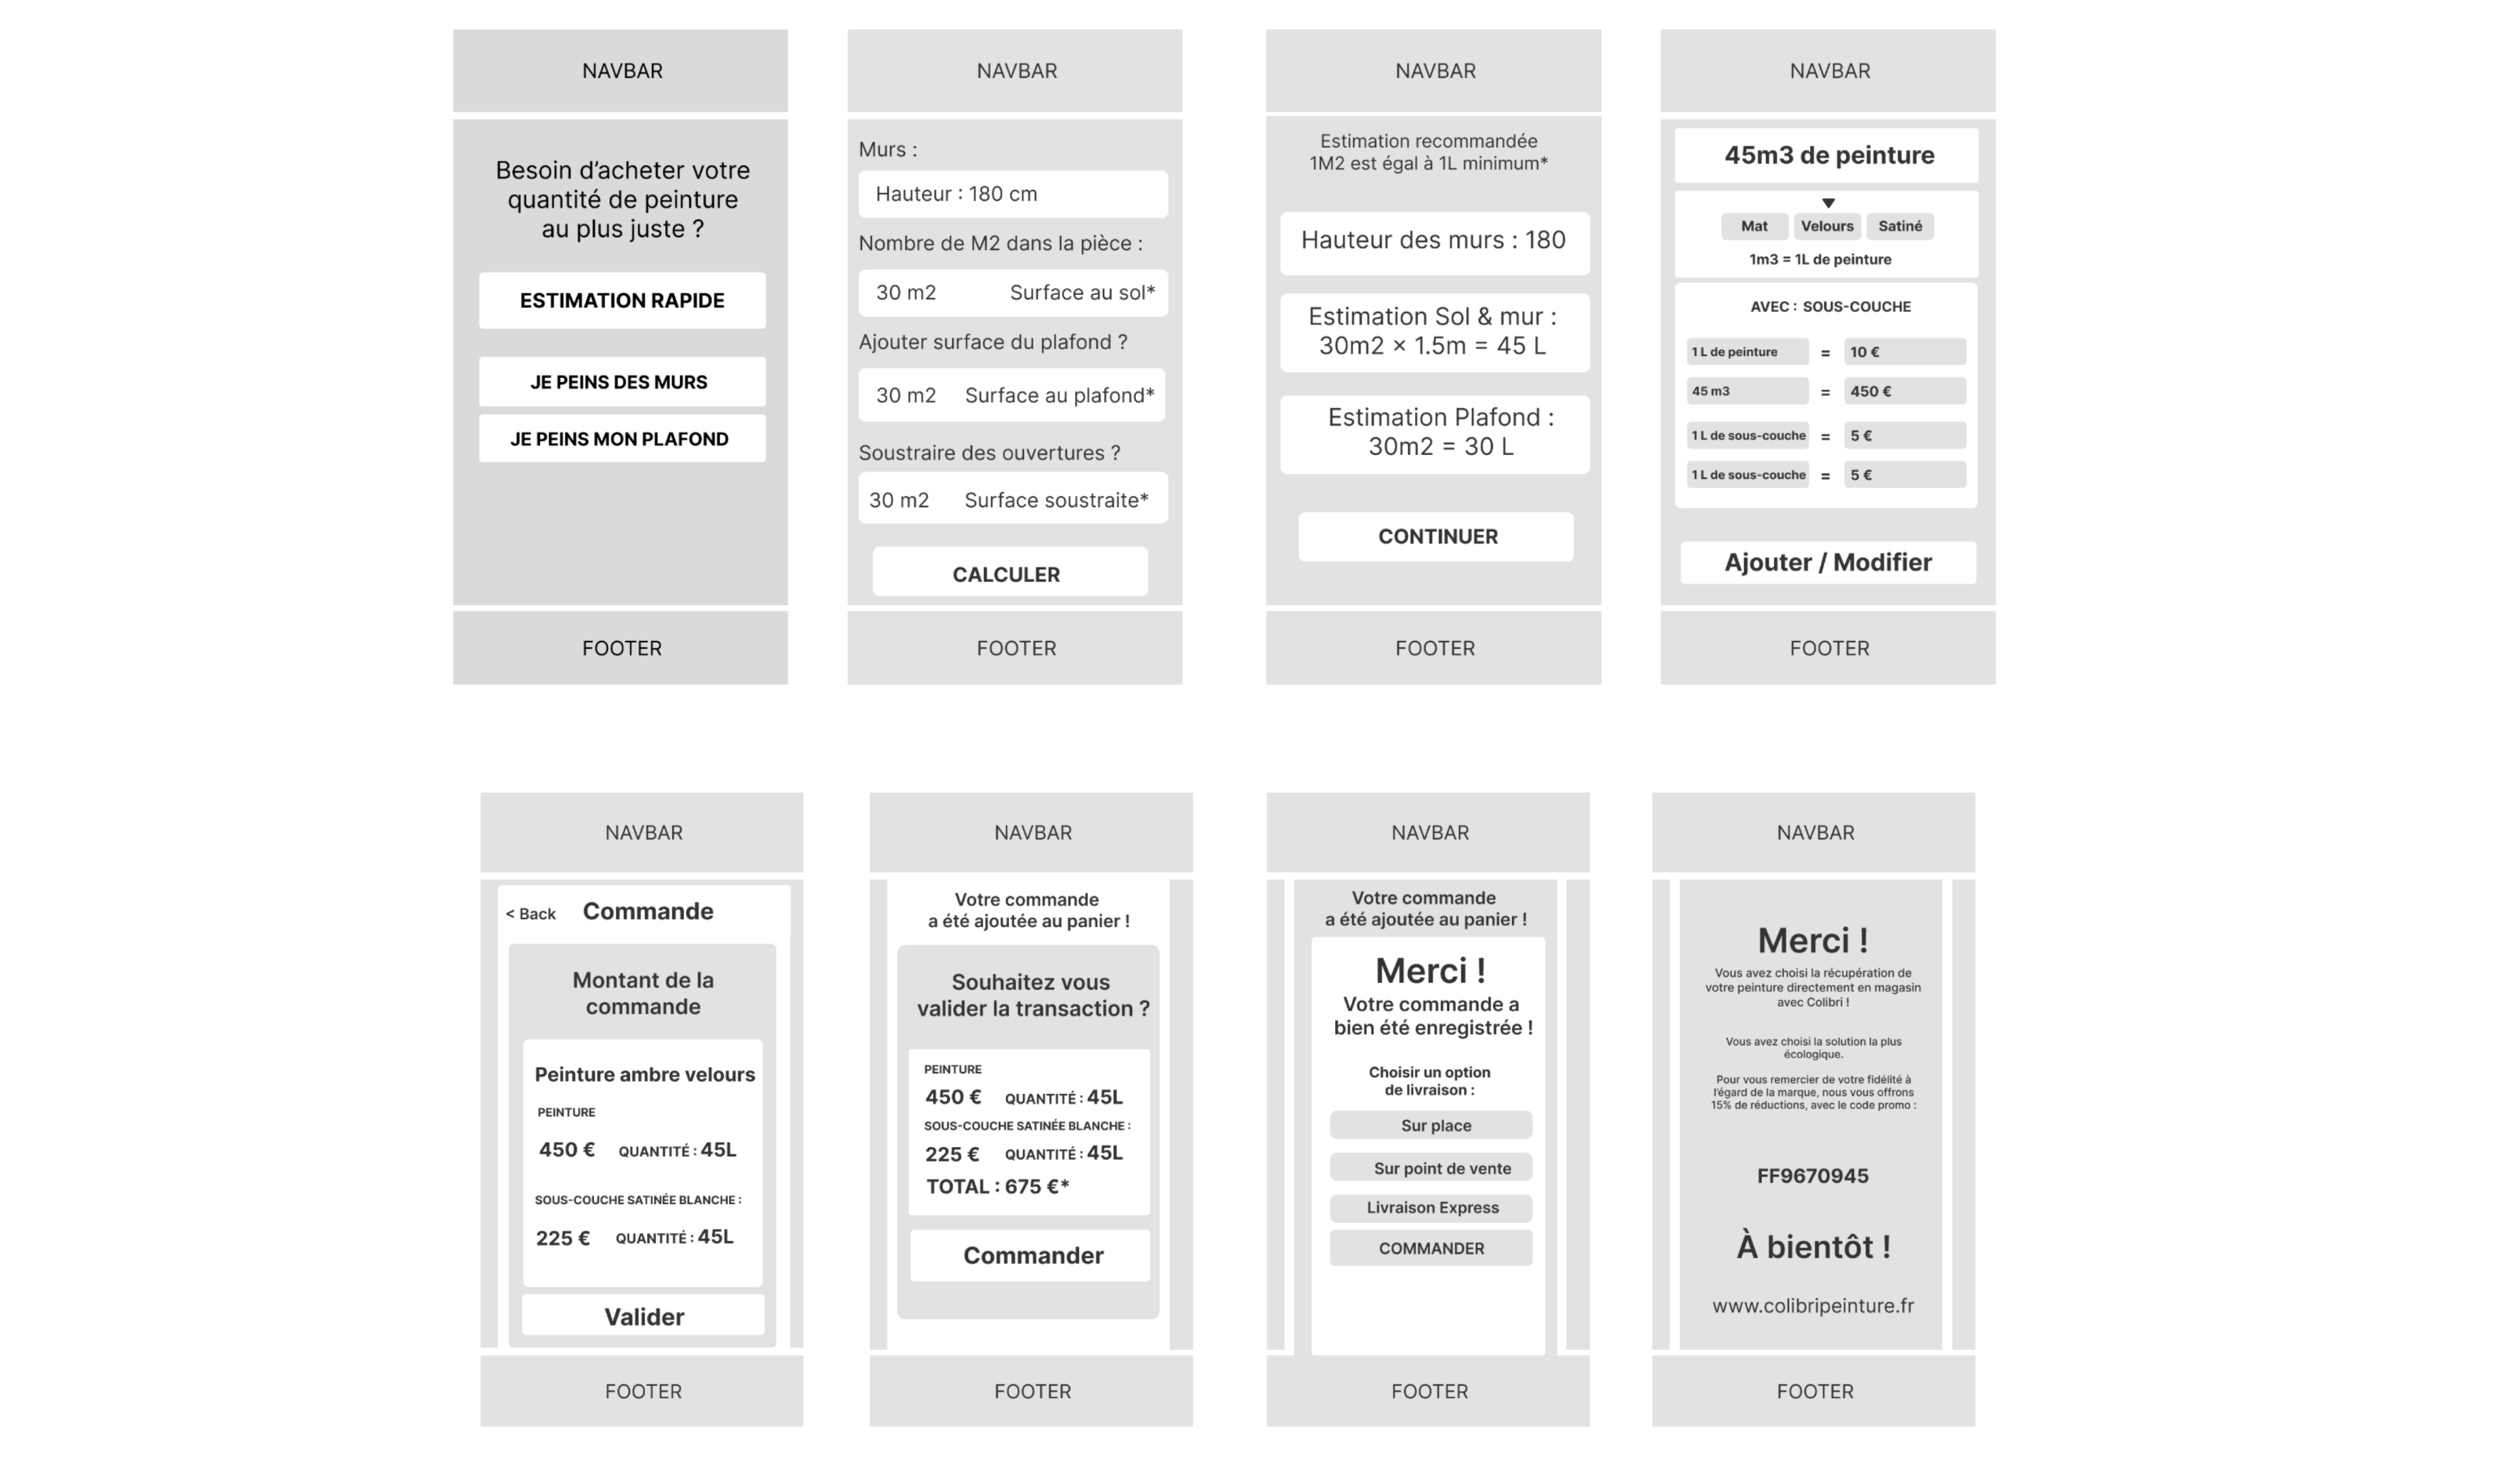 NAVBAR
Besoin d’acheter votre
quantité de peinture
au plus juste ?
ESTIMATION RAPIDE
JE PEINS DES MURS
JE PEINS MON PLAFOND
FOOTER
NAVBAR
Murs :
Hauteur : 180 cm
Nombre de M2 dans la pièce :
30 m2 Surface au sol*
Ajouter surface du plafond ?
30 m2 Surface au plafond*
Soustraire des ouvertures ?
30 m2 Surface soustraite*
CALCULER
FOOTER
NAVBAR
Estimation recommandée
1M2 est égal à 1L minimum*
Hauteur des murs : 180
Estimation Sol & mur :
30m2 × 1.5m = 45 L
Estimation Plafond :
30m2 = 30 L
CONTINUER
FOOTER
NAVBAR
45m3 de peinture
Mat Velours Satiné
1m3 = 1L de peinture
AVEC : SOUS-COUCHE
1 L de peinture = 10 €
45 m3 = 450 €
1 L de sous-couche = 5 €
1 L de sous-couche = 5 €
Ajouter / Modifier
FOOTER
NAVBAR
< Back Commande
Montant de la
commande
Peinture ambre velours
PEINTURE
450 € QUANTITÉ : 45L
SOUS-COUCHE SATINÉE BLANCHE :
225 € QUANTITÉ : 45L
Valider
FOOTER
NAVBAR
Votre commande
a été ajoutée au panier !
Souhaitez vous
valider la transaction ?
PEINTURE
450 € QUANTITÉ : 45L
SOUS-COUCHE SATINÉE BLANCHE :
225 € QUANTITÉ : 45L
TOTAL : 675 €*
Commander
FOOTER
NAVBAR
Votre commande
a été ajoutée au panier !
Merci !
Votre commande a
bien été enregistrée !
Choisir un option
de livraison :
Sur place
Sur point de vente
Livraison Express
COMMANDER
FOOTER
NAVBAR
Merci !
Vous avez choisi la récupération de
votre peinture directement en magasin
avec Colibri !
Vous avez choisi la solution la plus
écologique.
Pour vous remercier de votre fidélité à
l’égard de la marque, nous vous offrons
15% de réductions, avec le code promo :
FF9670945
À bientôt !
www.colibripeinture.fr
FOOTER